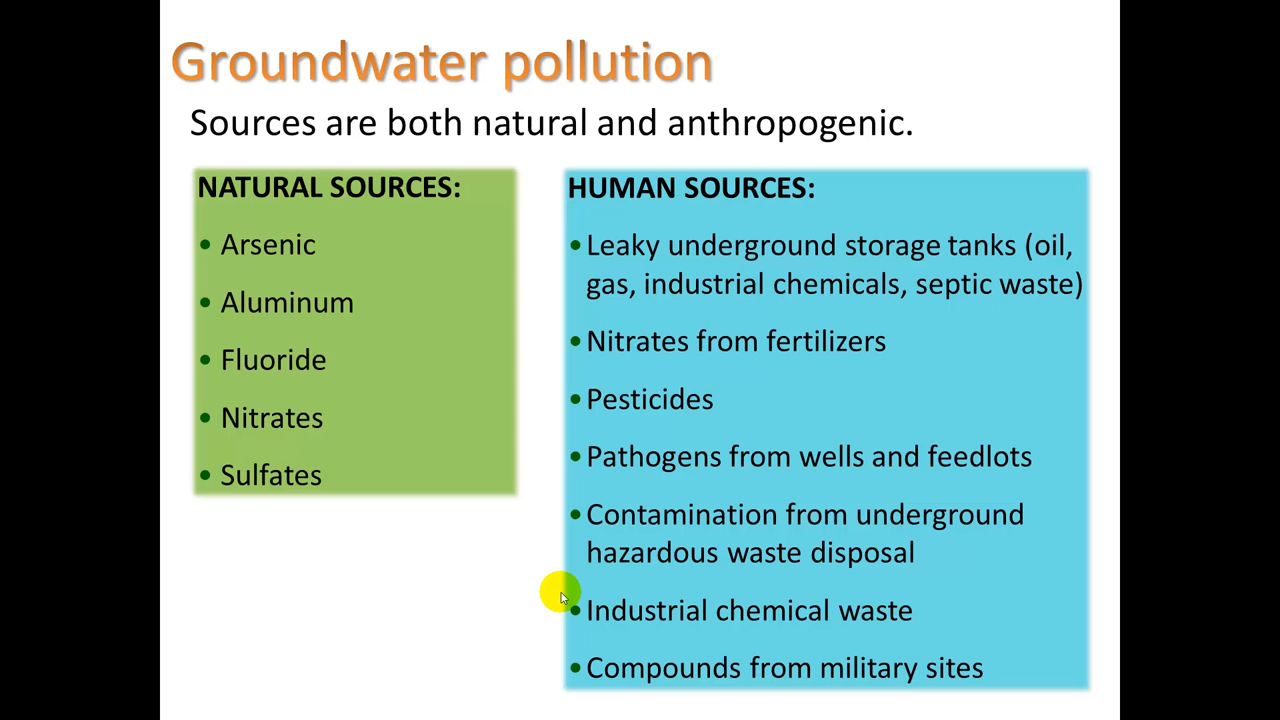 Groundwater pollution
Sources are both natural and anthropogenic.
NATURAL SOURCES:
• Arsenic
• Aluminum
• Fluoride
• Nitrates
• Sulfates
HUMAN SOURCES:
• Leaky underground storage tanks (oil,
gas, industrial chemicals, septic waste)
• Nitrates from fertilizers
• Pesticides
• Pathogens from wells and feedlots
• Contamination from underground
hazardous waste disposal
• Industrial chemical waste
• Compounds from military sites